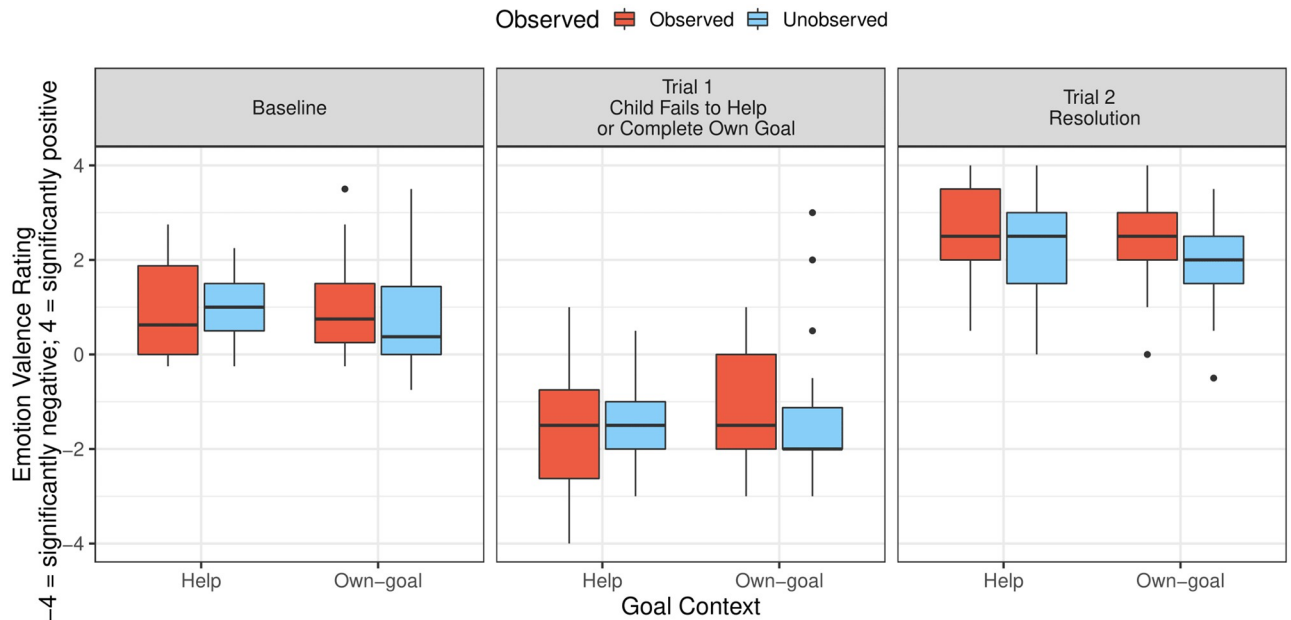 Observed Observed Unobserved
Baseline
Trial 1
Child Fails to Help
or Complete Own Goal
Trial 2
Resolution
Emotion Valence Rating
−4 = significantly negative; 4 = significantly positive
4
2
0
−2
−4
Help Own−goal Help Own−goal Help Own−goal
Goal Context